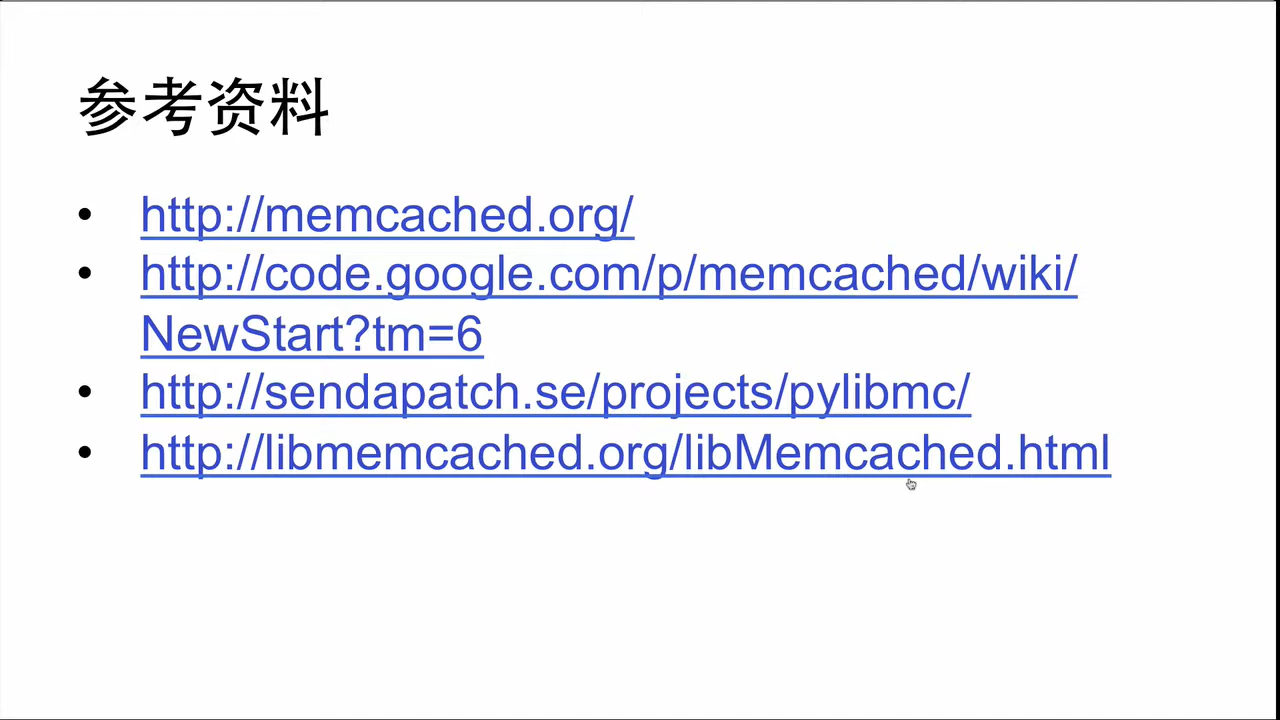 参考资料
• http://memcached.org/
• http://code.google.com/p/memcached/wiki/
NewStart?tm=6
• http://sendapatch.se/projects/pylibmc/
• http://libmemcached.org/libMemcached.html